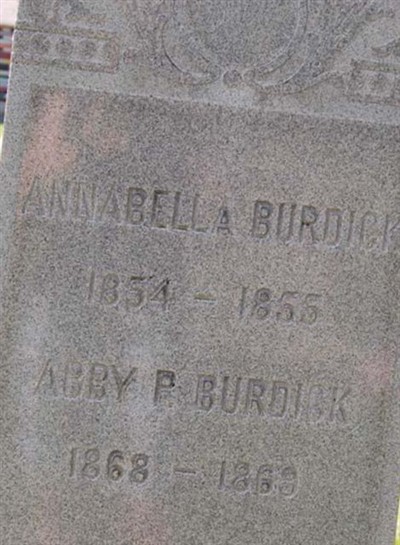 ANNABELLA BURDICK
1854 - 1855
ABBY P. BURDICK
1868 - 1869